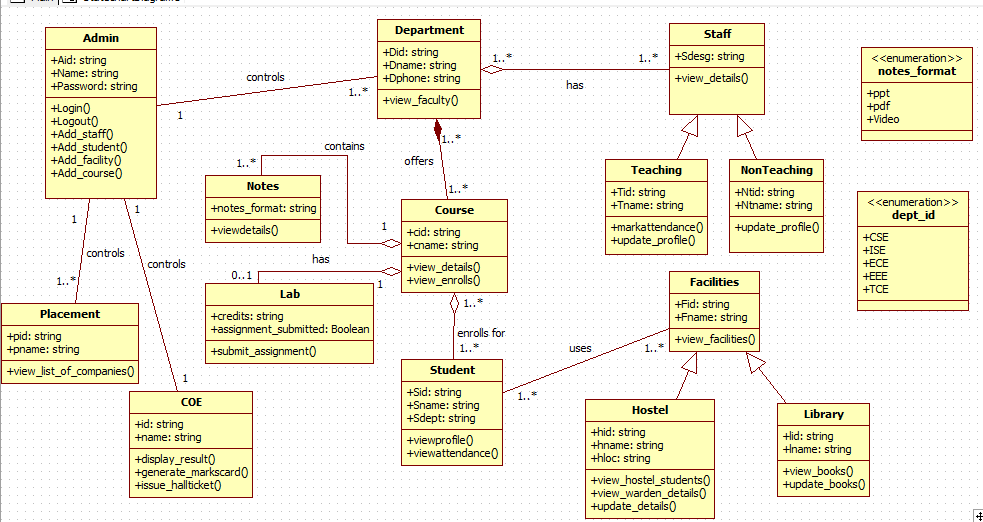 Admin
+Aid: string
+Name: string
+Password: string
+Login()
+Logout()
+Add_staff()
+Add_student()
+Add_facility()
+Add_course()
controls
1
1..*
Department
+Did: string
+Dname: string
+Dphone: string
+view_faculty()
1..*
1..*
has
Staff
+Sdesg: string
+view_details()
<<enumeration>>
notes_format
+ppt
+pdf
+Video
1..*
offers
1..*
contains
1..*
1
Notes
+notes_format: string
+viewdetails()
Teaching
+Tid: string
+Tname: string
+markattendance()
+update_profile()
NonTeaching
+Ntid: string
+Ntname: string
+update_profile()
<<enumeration>>
dept_id
+CSE
+ISE
+ECE
+EEE
+TCE
Course
+cid: string
+cname: string
+view_details()
+view_enrolls()
1
controls
1..*
1
controls
1
has
0..1
1
Lab
+credits: string
+assignment_submitted: Boolean
+submit_assignment()
1..*
enrolls for
1..*
Facilities
+Fid: string
+Fname: string
+view_facilities()
uses
1..*
1..*
Placement
+pid: string
+pname: string
+view_list_of_companies()
COE
+id: string
+name: string
+display_result()
+generate_markscard()
+issue_hallticket()
Student
+Sid: string
+Sname: string
+Sdept: string
+viewprofile()
+viewattendance()
Hostel
+hid: string
+hname: string
+hloc: string
+view_hostel_students()
+view_warden_details()
+update_details()
Library
+lid: string
+lname: string
+view_books()
+update_books()